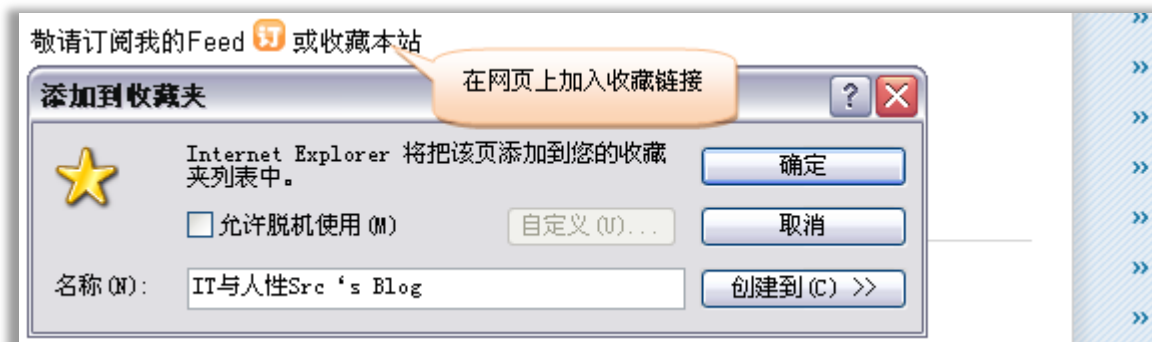 敬请订阅我的Feed 订 或收藏本站
在网页上加入收藏链接
添加到收藏夹
Internet Explorer 将把该页添加到您的收藏
夹列表中。
确定
允许脱机使用(M)
自定义(U)...
取消
名称(N):
IT与人性Src‘s Blog
创建到(C) >>